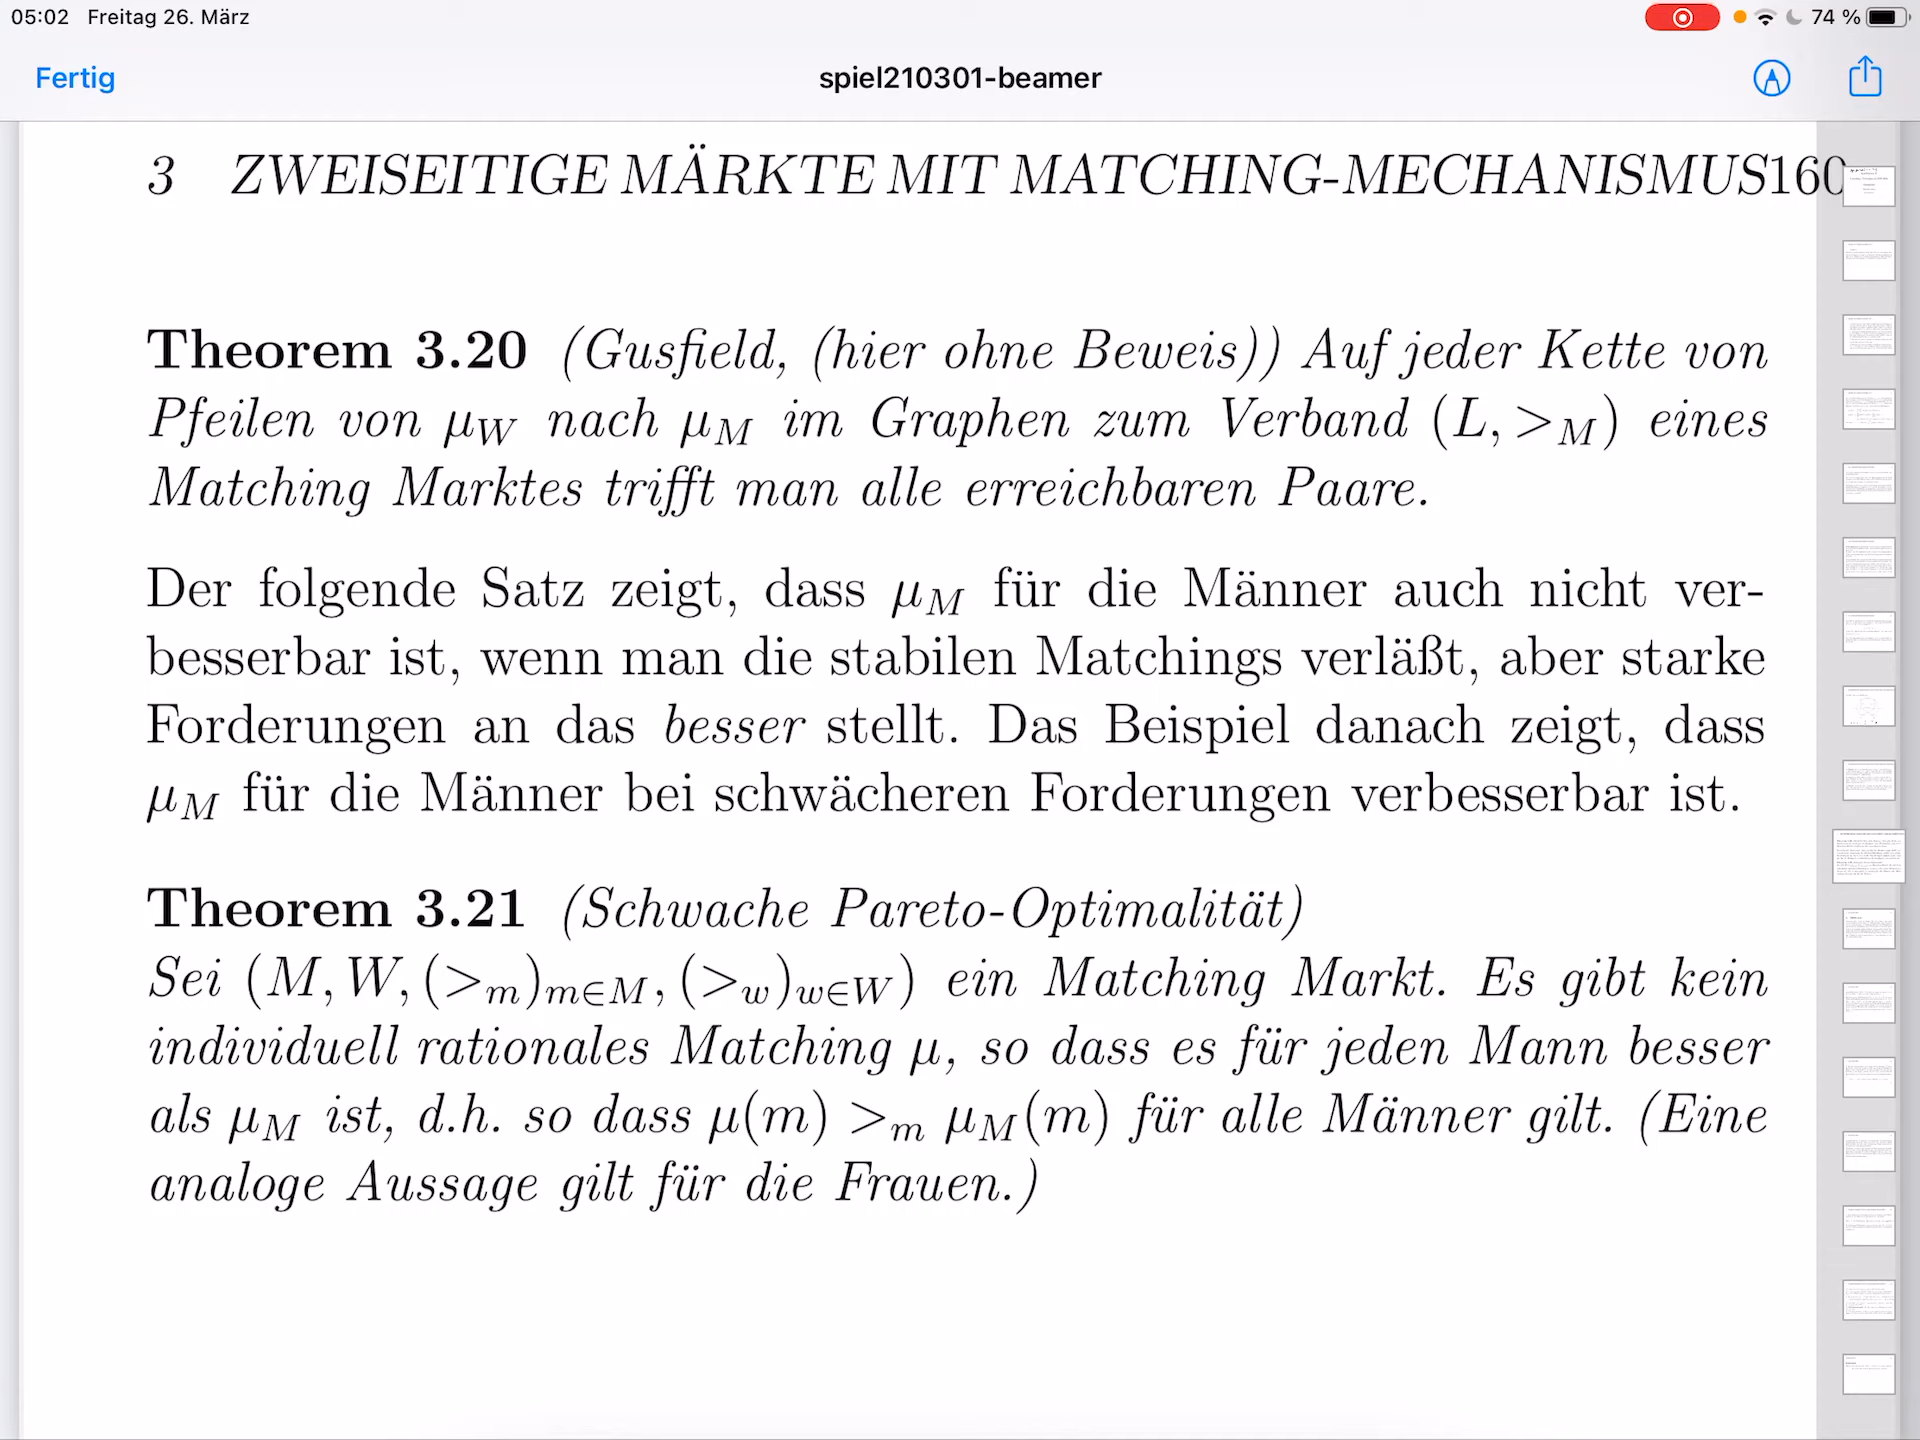 05:02 Freitag 26. März 74 %
Fertig spiel210301-beamer
3 ZWEISEITIGE MÄRKTE MIT MATCHING-MECHANISMUS160
Theorem 3.20 (Gusfield, (hier ohne Beweis)) Auf jeder Kette von
Pfeilen von μ_W nach μ_M im Graphen zum Verband (L, >_M) eines
Matching Marktes trifft man alle erreichbaren Paare.
Der folgende Satz zeigt, dass μ_M für die Männer auch nicht ver-
besserbar ist, wenn man die stabilen Matchings verläßt, aber starke
Forderungen an das besser stellt. Das Beispiel danach zeigt, dass
μ_M für die Männer bei schwächeren Forderungen verbesserbar ist.
Theorem 3.21 (Schwache Pareto-Optimalität)
Sei (M, W, (>_m)_{m∈M}, (>_w)_{w∈W}) ein Matching Markt. Es gibt kein
individuell rationales Matching μ, so dass es für jeden Mann besser
als μ_M ist, d.h. so dass μ(m) >_m μ_M(m) für alle Männer gilt. (Eine
analoge Aussage gilt für die Frauen.)